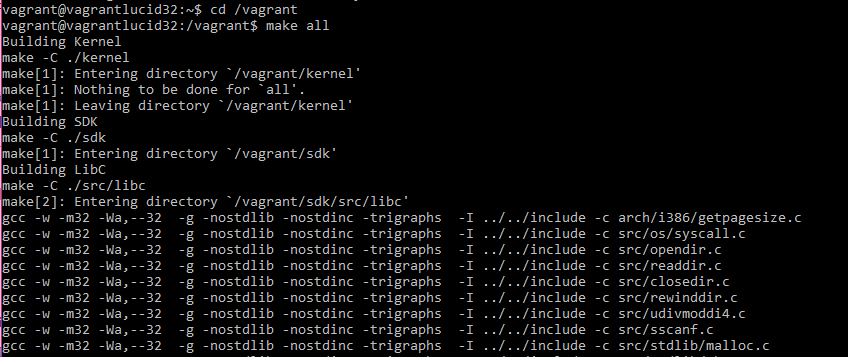 vagrant@vagrantlucid32:~$ cd /vagrant
vagrant@vagrantlucid32:/vagrant$ make all
Building Kernel
make -C ./kernel
make[1]: Entering directory `/vagrant/kernel'
make[1]: Nothing to be done for `all'.
make[1]: Leaving directory `/vagrant/kernel'
Building SDK
make -C ./sdk
make[1]: Entering directory `/vagrant/sdk'
Building LibC
make -C ./src/libc
make[2]: Entering directory `/vagrant/sdk/src/libc'
gcc -w -m32 -Wa,--32  -g -nostdlib -nostdinc -trigraphs  -I ../../include -c arch/i386/getpagesize.c
gcc -w -m32 -Wa,--32  -g -nostdlib -nostdinc -trigraphs  -I ../../include -c src/os/syscall.c
gcc -w -m32 -Wa,--32  -g -nostdlib -nostdinc -trigraphs  -I ../../include -c src/opendir.c
gcc -w -m32 -Wa,--32  -g -nostdlib -nostdinc -trigraphs  -I ../../include -c src/readdir.c
gcc -w -m32 -Wa,--32  -g -nostdlib -nostdinc -trigraphs  -I ../../include -c src/closedir.c
gcc -w -m32 -Wa,--32  -g -nostdlib -nostdinc -trigraphs  -I ../../include -c src/rewinddir.c
gcc -w -m32 -Wa,--32  -g -nostdlib -nostdinc -trigraphs  -I ../../include -c src/udivmoddi4.c
gcc -w -m32 -Wa,--32  -g -nostdlib -nostdinc -trigraphs  -I ../../include -c src/sscanf.c
gcc -w -m32 -Wa,--32  -g -nostdlib -nostdinc -trigraphs  -I ../../include -c src/stdlib/malloc.c